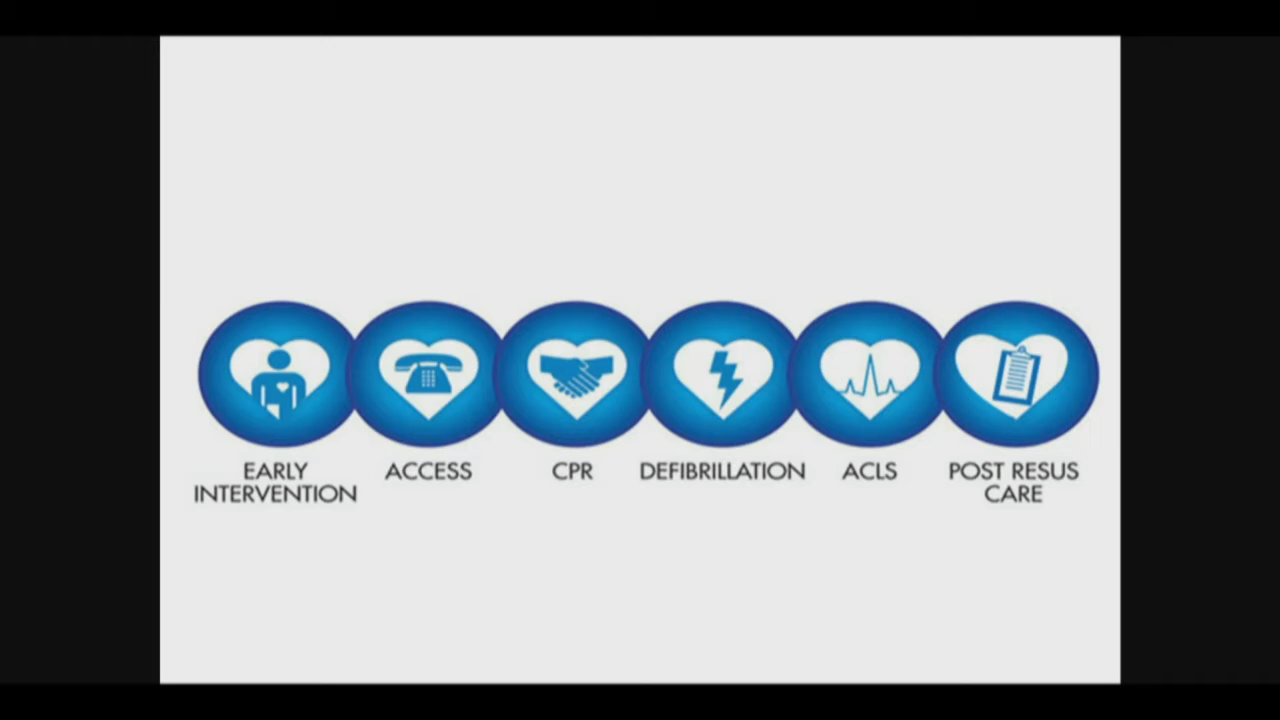 EARLY
INTERVENTION
ACCESS
CPR
DEFIBRILLATION
ACLS
POST RESUS
CARE